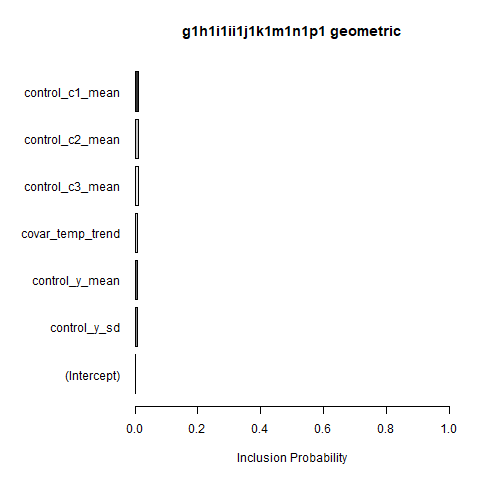 g1h1i1ii1j1k1m1n1p1 geometric
control_c1_mean
control_c2_mean
control_c3_mean
covar_temp_trend
control_y_mean
control_y_sd
(Intercept)
0.0 0.2 0.4 0.6 0.8 1.0
Inclusion Probability